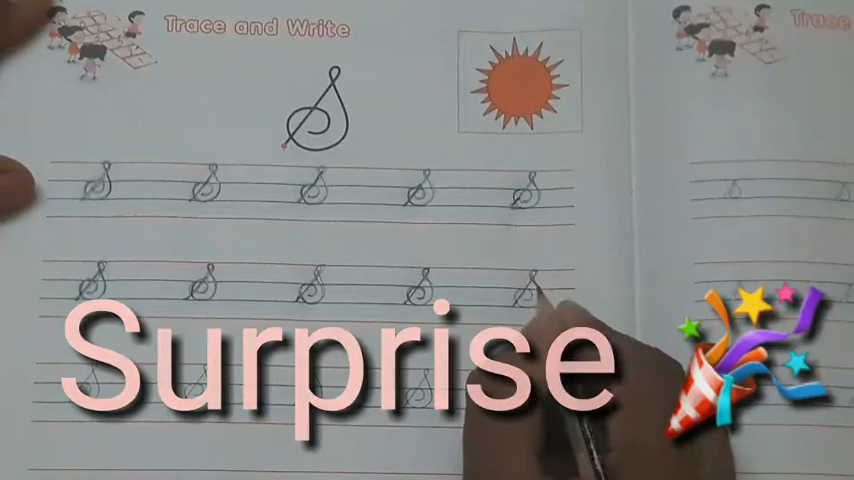 Trace and Write
Trace
S
S S S S S
S S S S S
Surprise